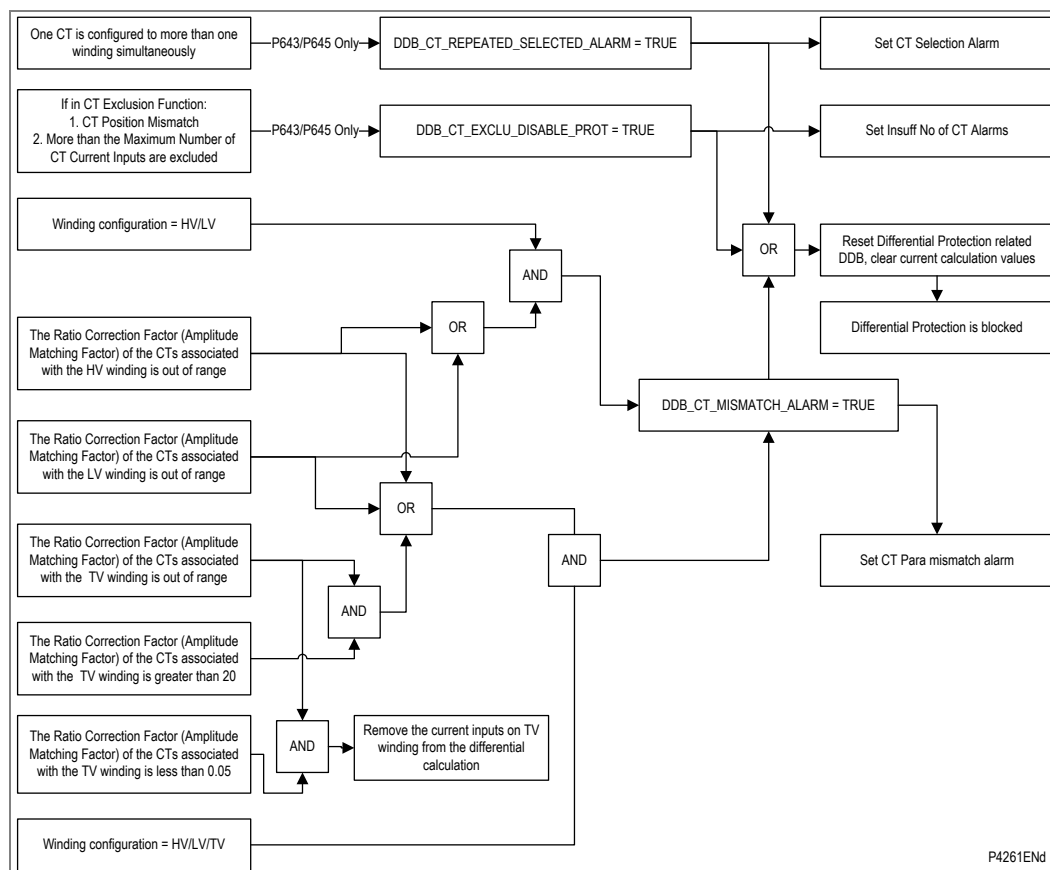 One CT is configured to more than one
winding simultaneously
P643/P645 Only
DDB_CT_REPEATED_SELECTED_ALARM = TRUE
Set CT Selection Alarm
If in CT Exclusion Function:
1. CT Position Mismatch
2. More than the Maximum Number of
CT Current Inputs are excluded
P643/P645 Only
DDB_CT_EXCLU_DISABLE_PROT = TRUE
Set Insuff No of CT Alarms
Winding configuration = HV/LV
AND
OR
Reset Differential Protection related
DDB, clear current calculation values
Differential Protection is blocked
The Ratio Correction Factor (Amplitude
Matching Factor) of the CTs associated
with the HV winding is out of range
OR
DDB_CT_MISMATCH_ALARM = TRUE
The Ratio Correction Factor (Amplitude
Matching Factor) of the CTs associated
with the LV winding is out of range
OR
The Ratio Correction Factor (Amplitude
Matching Factor) of the CTs associated
with the TV winding is out of range
AND
AND
Set CT Para mismatch alarm
The Ratio Correction Factor (Amplitude
Matching Factor) of the CTs associated
with the TV winding is greater than 20
The Ratio Correction Factor (Amplitude
Matching Factor) of the CTs associated
with the TV winding is less than 0.05
AND
Remove the current inputs on TV
winding from the differential
calculation
Winding configuration = HV/LV/TV
P4261ENd